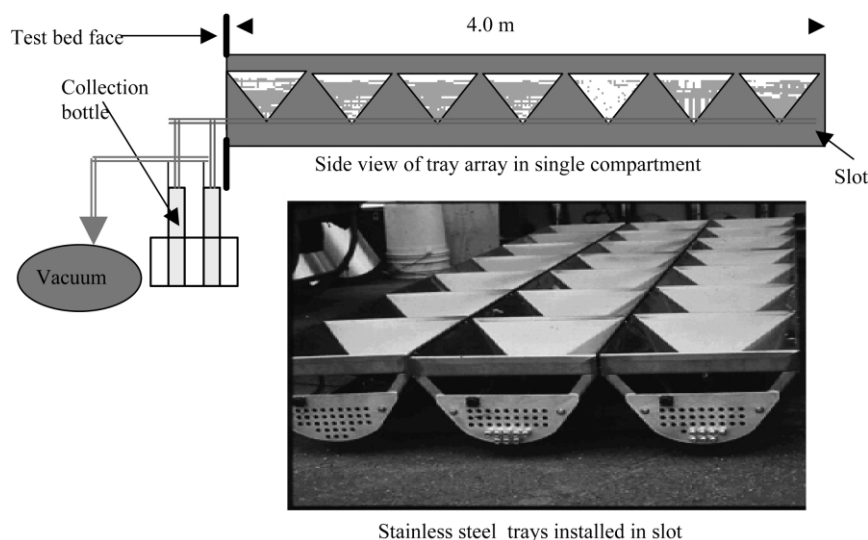 4.0 m
Test bed face
Collection
bottle
Side view of tray array in single compartment
Slot
Vacuum
Stainless steel trays installed in slot